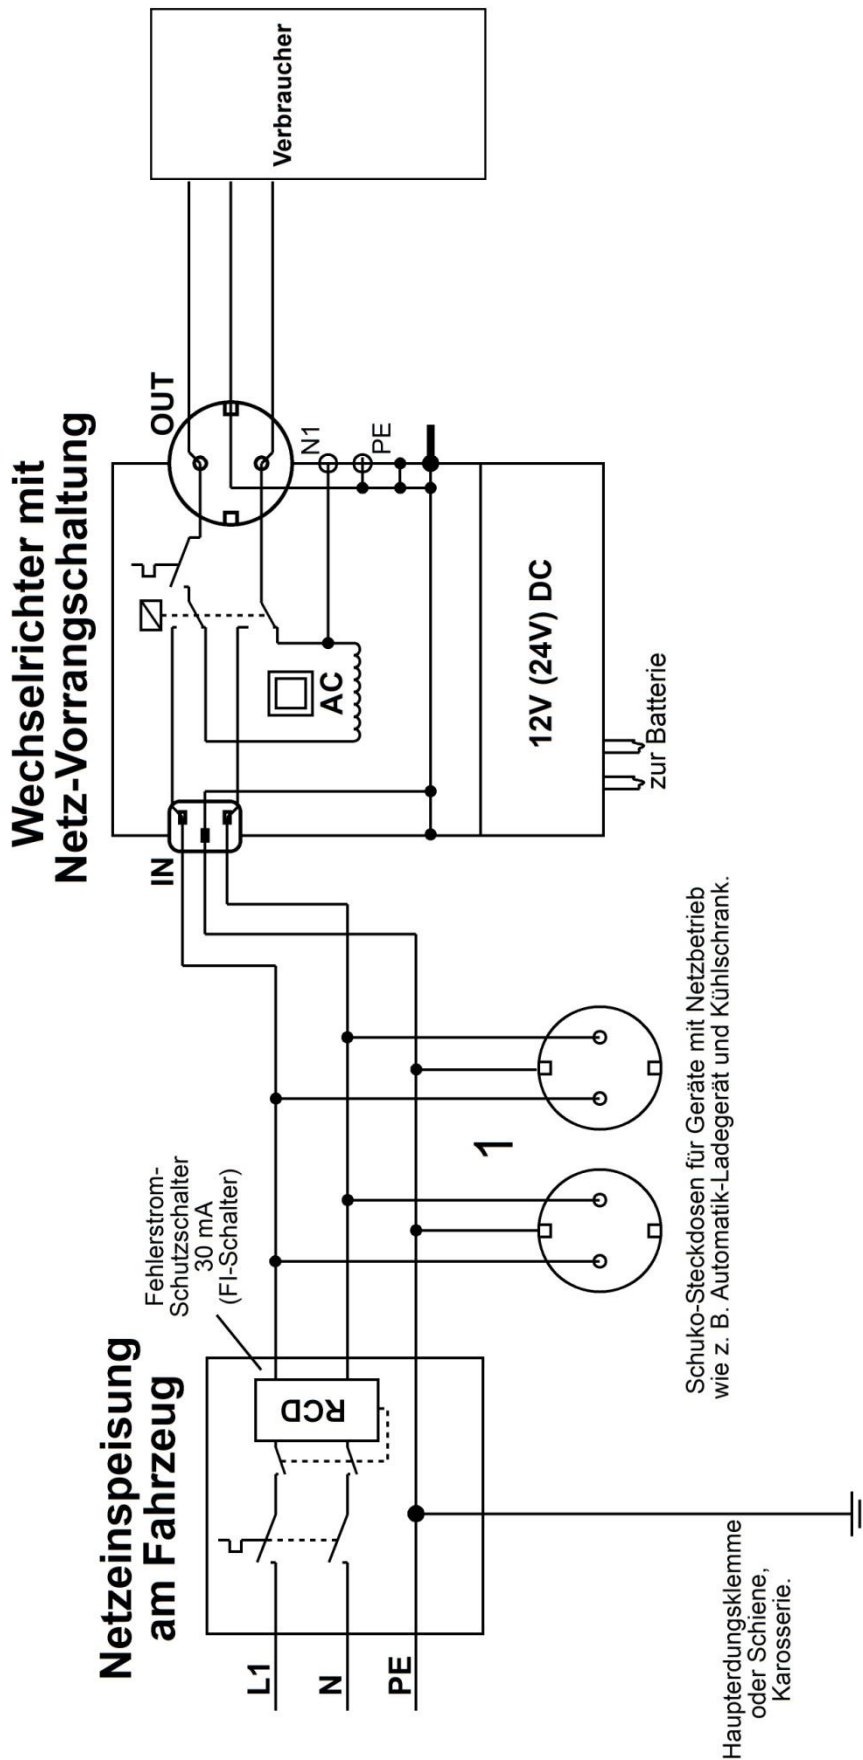 Netzeinspeisung
am Fahrzeug
Fehlerstrom-
Schutzschalter
30 mA
(FI-Schalter)
RCD
L1
N
PE
Haupterdungsklemme
oder Schiene,
Karosserie.
1
Schuko-Steckdosen für Geräte mit Netzbetrieb
wie z. B. Automatik-Ladegerät und Kühlschrank.
Wechselrichter mit
Netz-Vorrangschaltung
IN
OUT
AC
N1
PE
12V (24V) DC
zur Batterie
Verbraucher